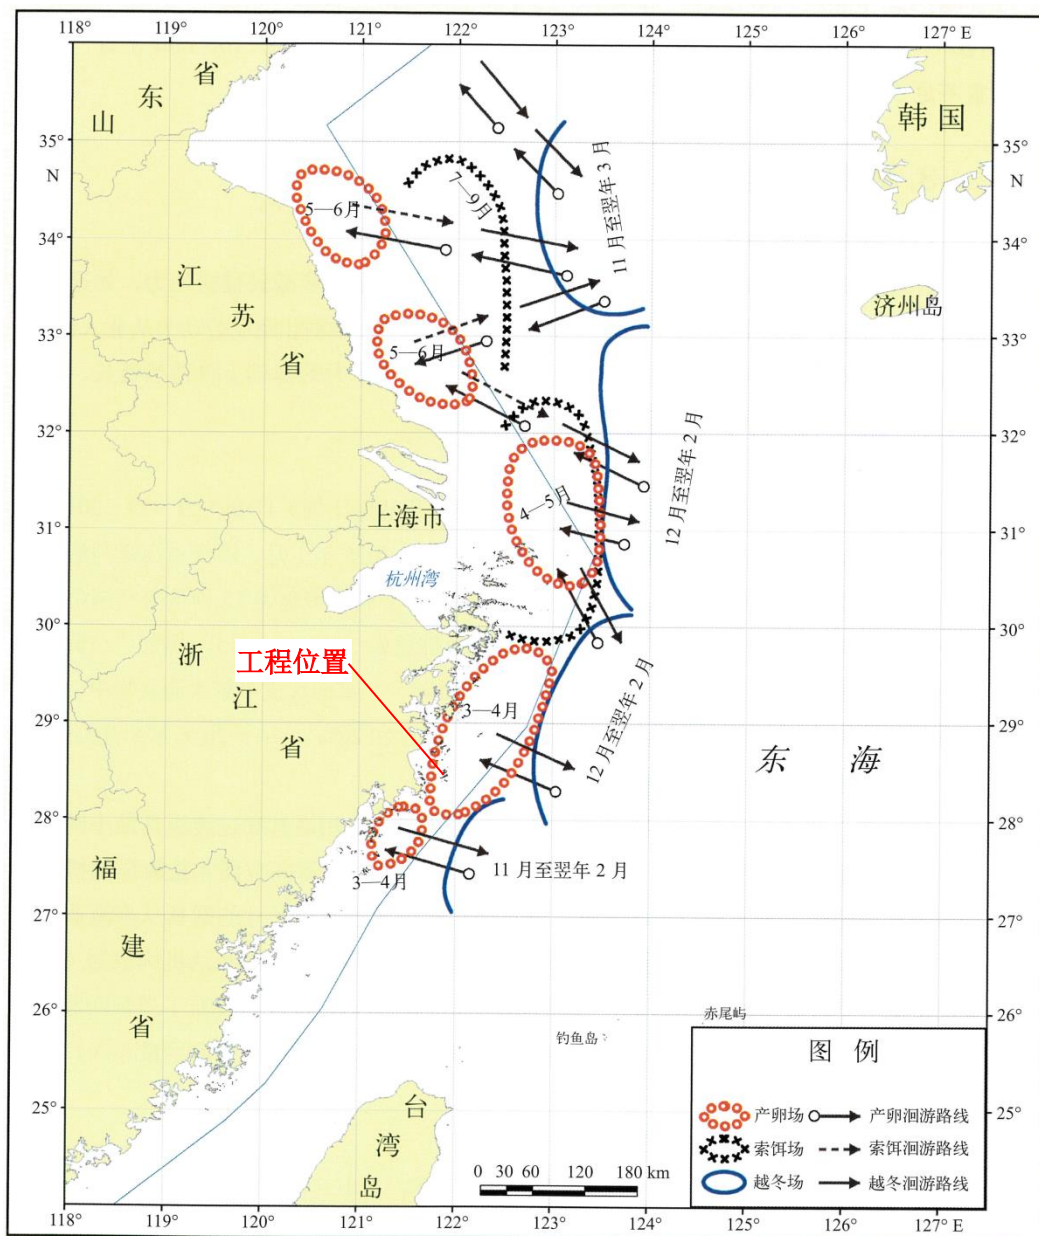 118° 119° 120° 121° 122° 123° 124° 125° 126° 127° E
35°
N
34°
33°
32°
31°
30°
29°
28°
27°
26°
25°
35°
N
34°
33°
32°
31°
30°
29°
28°
27°
26°
25°
山东省
韩国
济州岛
江苏省
上海市
杭州湾
浙江省
工程位置
福建省
台湾岛
东海
钓鱼岛
赤尾屿
5—6月
7—9月
11月至翌年3月
5—6月
4—5月
12月至翌年2月
3—4月
12月至翌年2月
3—4月
11月至翌年2月
图例
产卵场 产卵洄游路线
索饵场 索饵洄游路线
越冬场 越冬洄游路线
0 30 60 120 180 km
118° 119° 120° 121° 122° 123° 124° 125° 126° 127° E